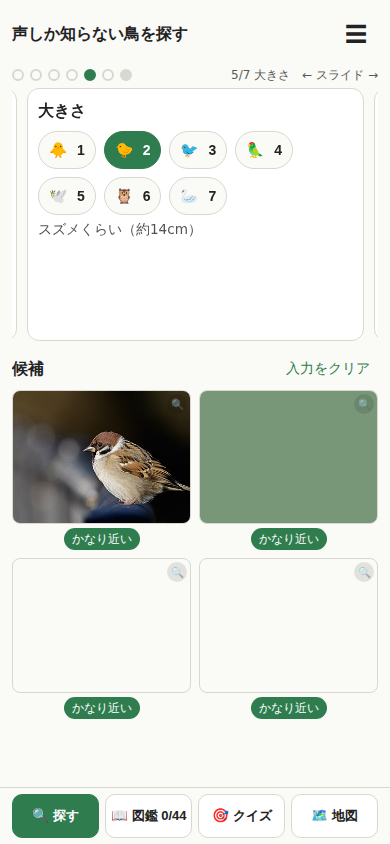 声しか知らない鳥を探す
5/7 大きさ ← スライド →
大きさ
1 2 3 4
5 6 7
スズメくらい（約14cm）
候補 入力をクリア
かなり近い かなり近い
かなり近い かなり近い
探す 図鑑 0/44 クイズ 地図